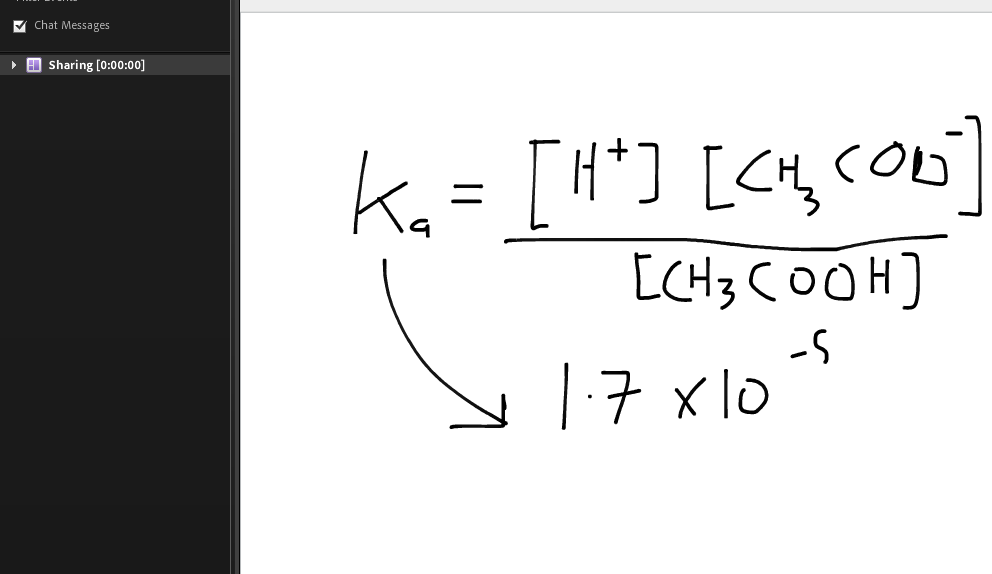 Chat Messages
Sharing [0:00:00]
Ka = [H⁺] [CH₃COO⁻]
[CH₃COOH]
1.7 x 10⁻⁵